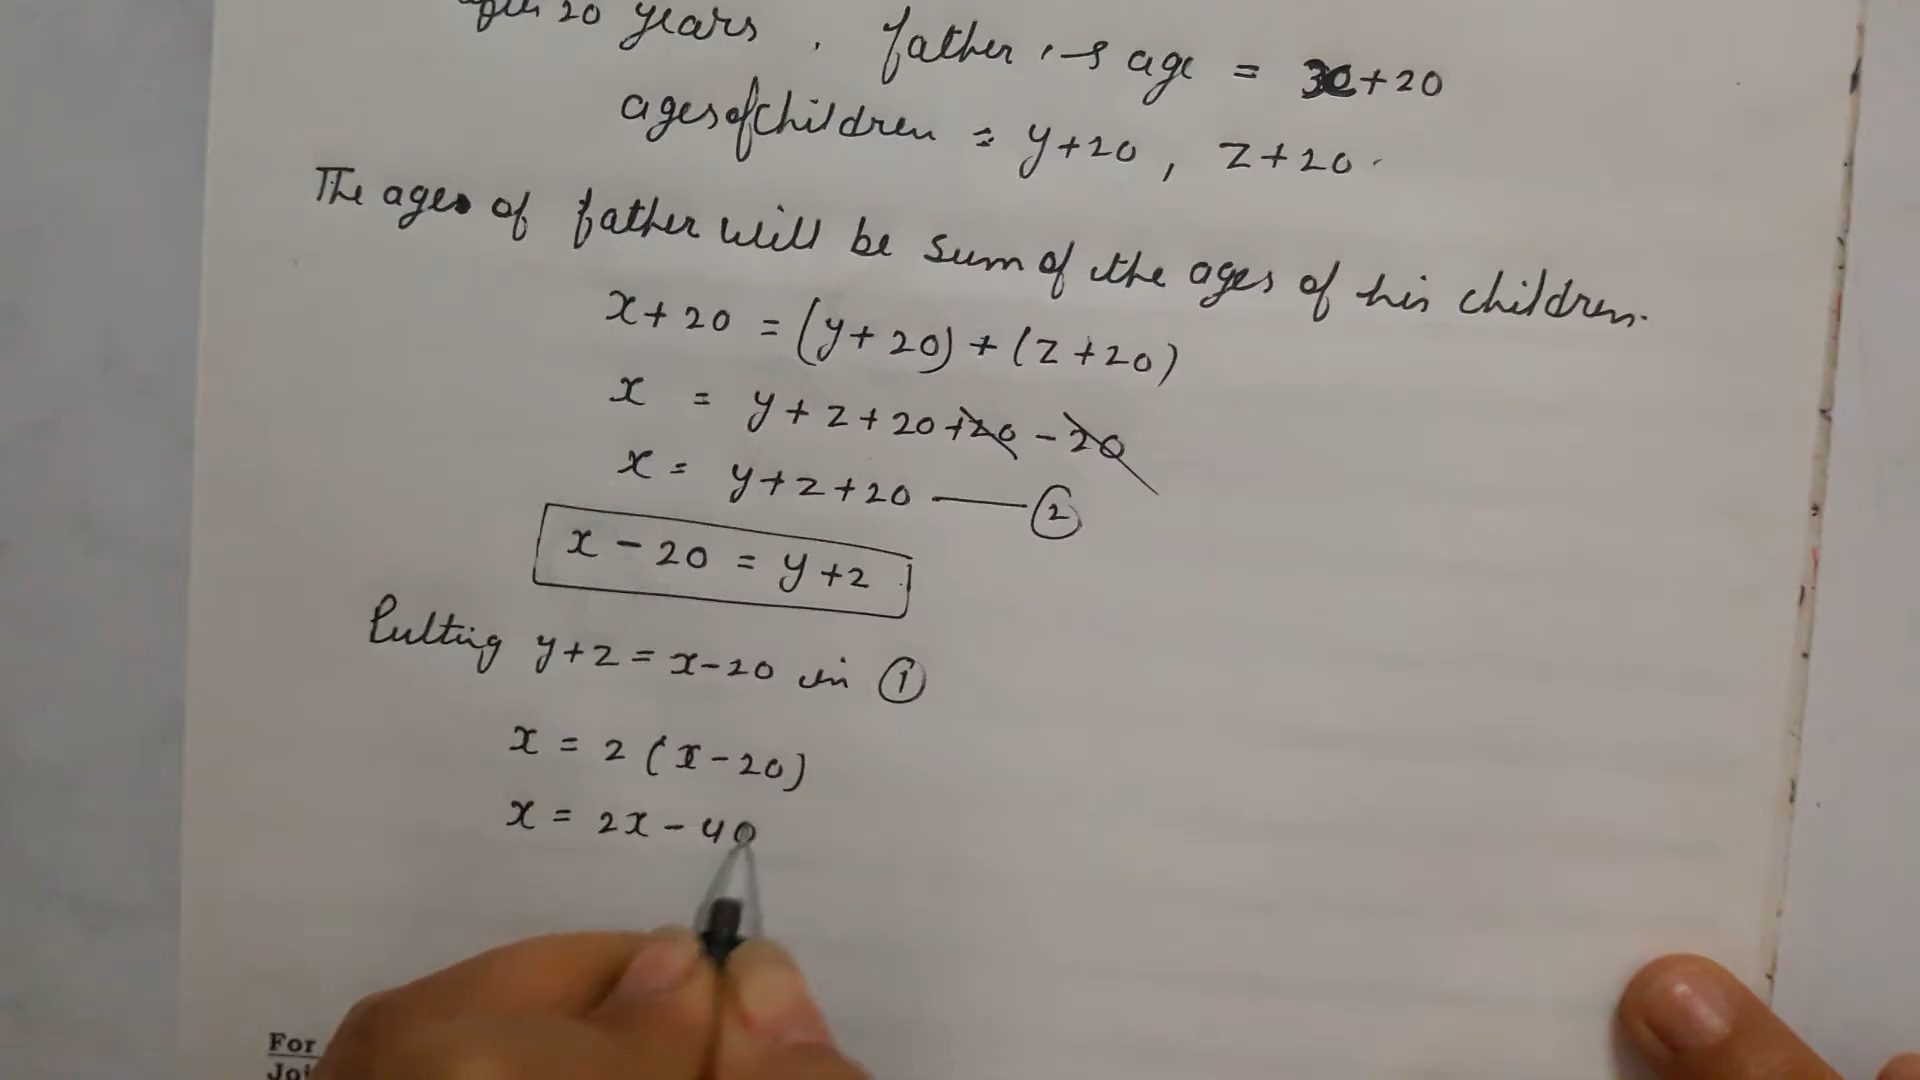 after 20 years, father's age = x+20
ages of children = y+20, z+20.
The ages of father will be sum of the ages of his children.
x+20 = (y+20)+(z+20)
x = y+z+20+20-20
x = y+z+20 — ②
x-20 = y+z
Putting y+z = x-20 in ①
x = 2(x-20)
x = 2x-40
For
Joi